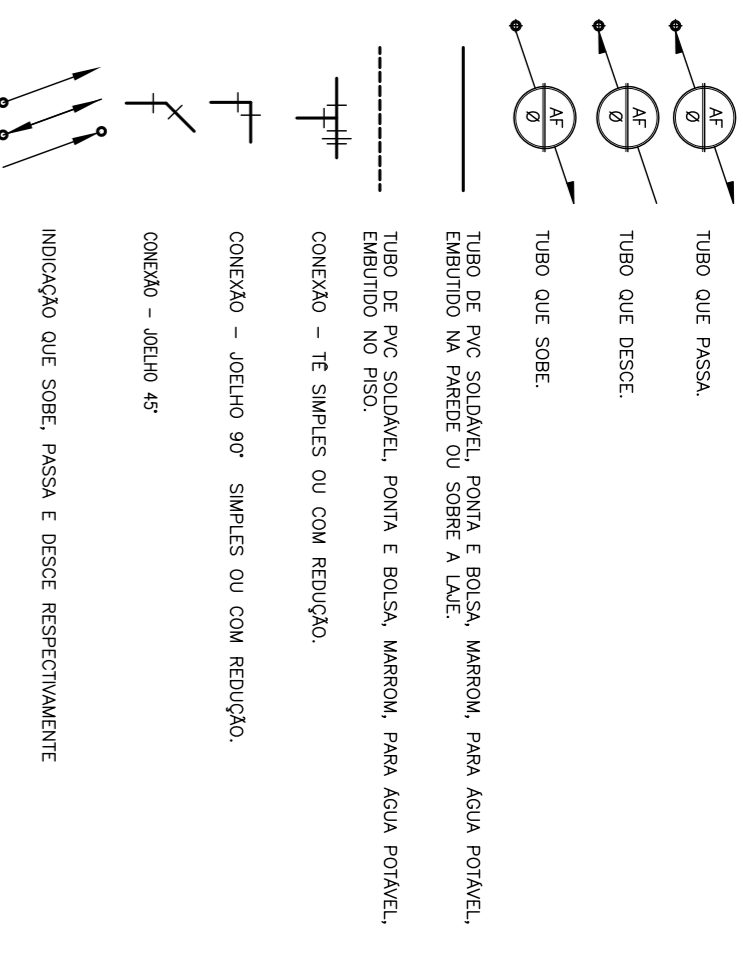 AF
Ø
TUBO QUE PASSA.
AF
Ø
TUBO QUE DESCE.
AF
Ø
TUBO QUE SOBE.
TUBO DE PVC SOLDÁVEL, PONTA E BOLSA, MARROM, PARA ÁGUA POTÁVEL,
EMBUTIDO NA PAREDE OU SOBRE A LAJE.
TUBO DE PVC SOLDÁVEL, PONTA E BOLSA, MARROM, PARA ÁGUA POTÁVEL,
EMBUTIDO NO PISO.
CONEXÃO – TÊ SIMPLES OU COM REDUÇÃO.
CONEXÃO – JOELHO 90° SIMPLES OU COM REDUÇÃO.
CONEXÃO – JOELHO 45°
INDICAÇÃO QUE SOBE, PASSA E DESCE RESPECTIVAMENTE